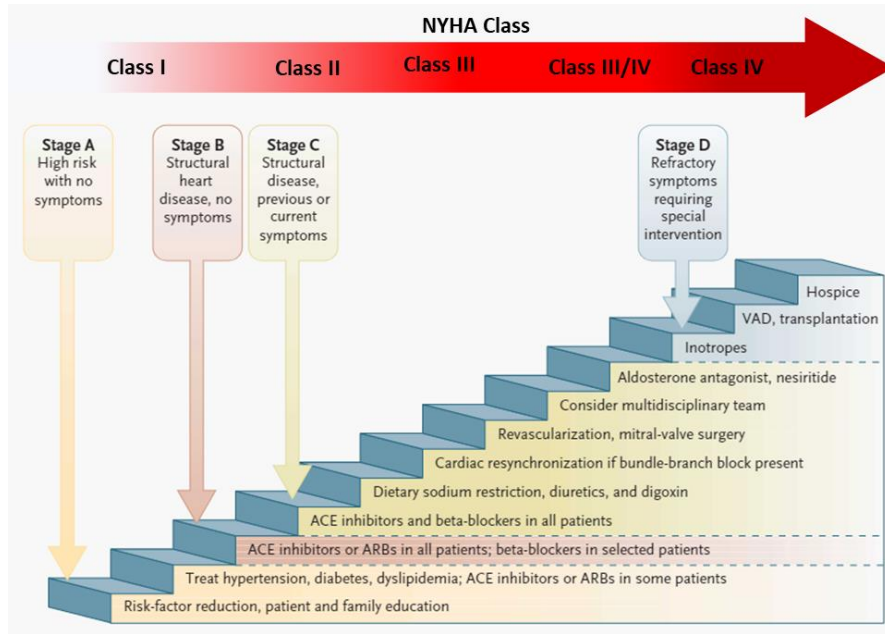 NYHA Class
Class I
Class II
Class III
Class III/IV
Class IV
Stage A
High risk
with no
symptoms
Stage B
Structural
heart
disease, no
symptoms
Stage C
Structural
disease,
previous or
current
symptoms
Stage D
Refractory
symptoms
requiring
special
intervention
Hospice
VAD, transplantation
Inotropes
Aldosterone antagonist, nesiritide
Consider multidisciplinary team
Revascularization, mitral-valve surgery
Cardiac resynchronization if bundle-branch block present
Dietary sodium restriction, diuretics, and digoxin
ACE inhibitors and beta-blockers in all patients
ACE inhibitors or ARBs in all patients; beta-blockers in selected patients
Treat hypertension, diabetes, dyslipidemia; ACE inhibitors or ARBs in some patients
Risk-factor reduction, patient and family education